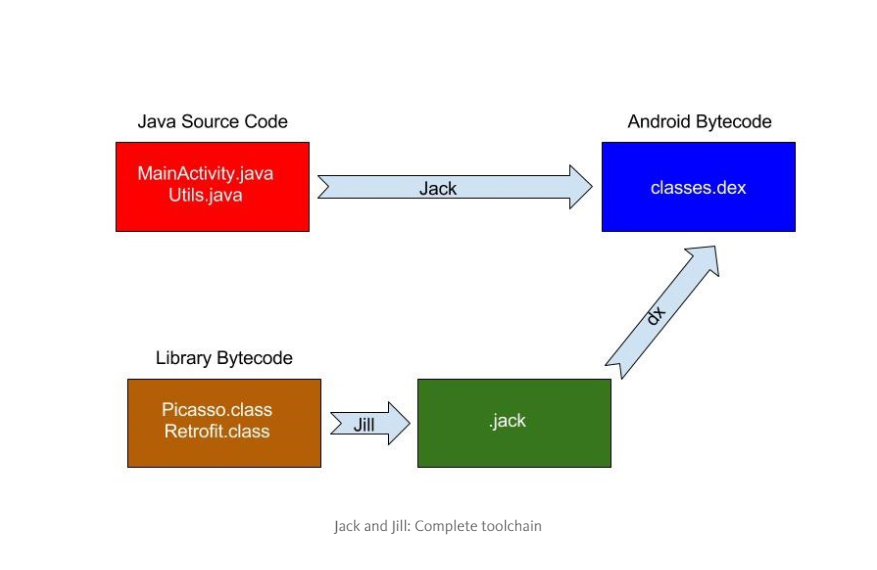 Java Source Code
Android Bytecode
MainActivity.java
Utils.java
Jack
classes.dex
dx
Library Bytecode
Picasso.class
Retrofit.class
Jill
.jack
Jack and Jill: Complete toolchain